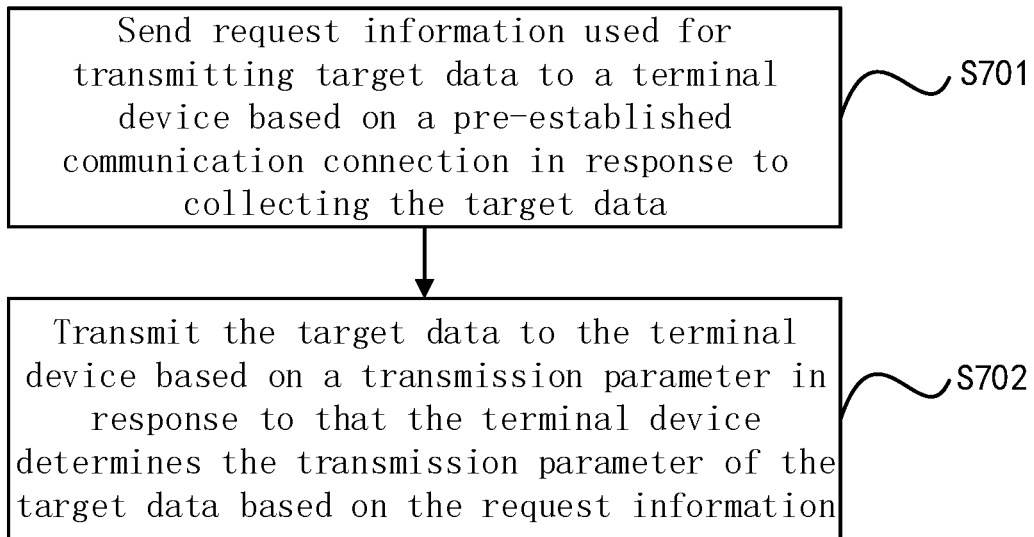 Send request information used for
transmitting target data to a terminal
device based on a pre-established
communication connection in response to
collecting the target data
S701
Transmit the target data to the terminal
device based on a transmission parameter in
response to that the terminal device
determines the transmission parameter of the
target data based on the request information
S702